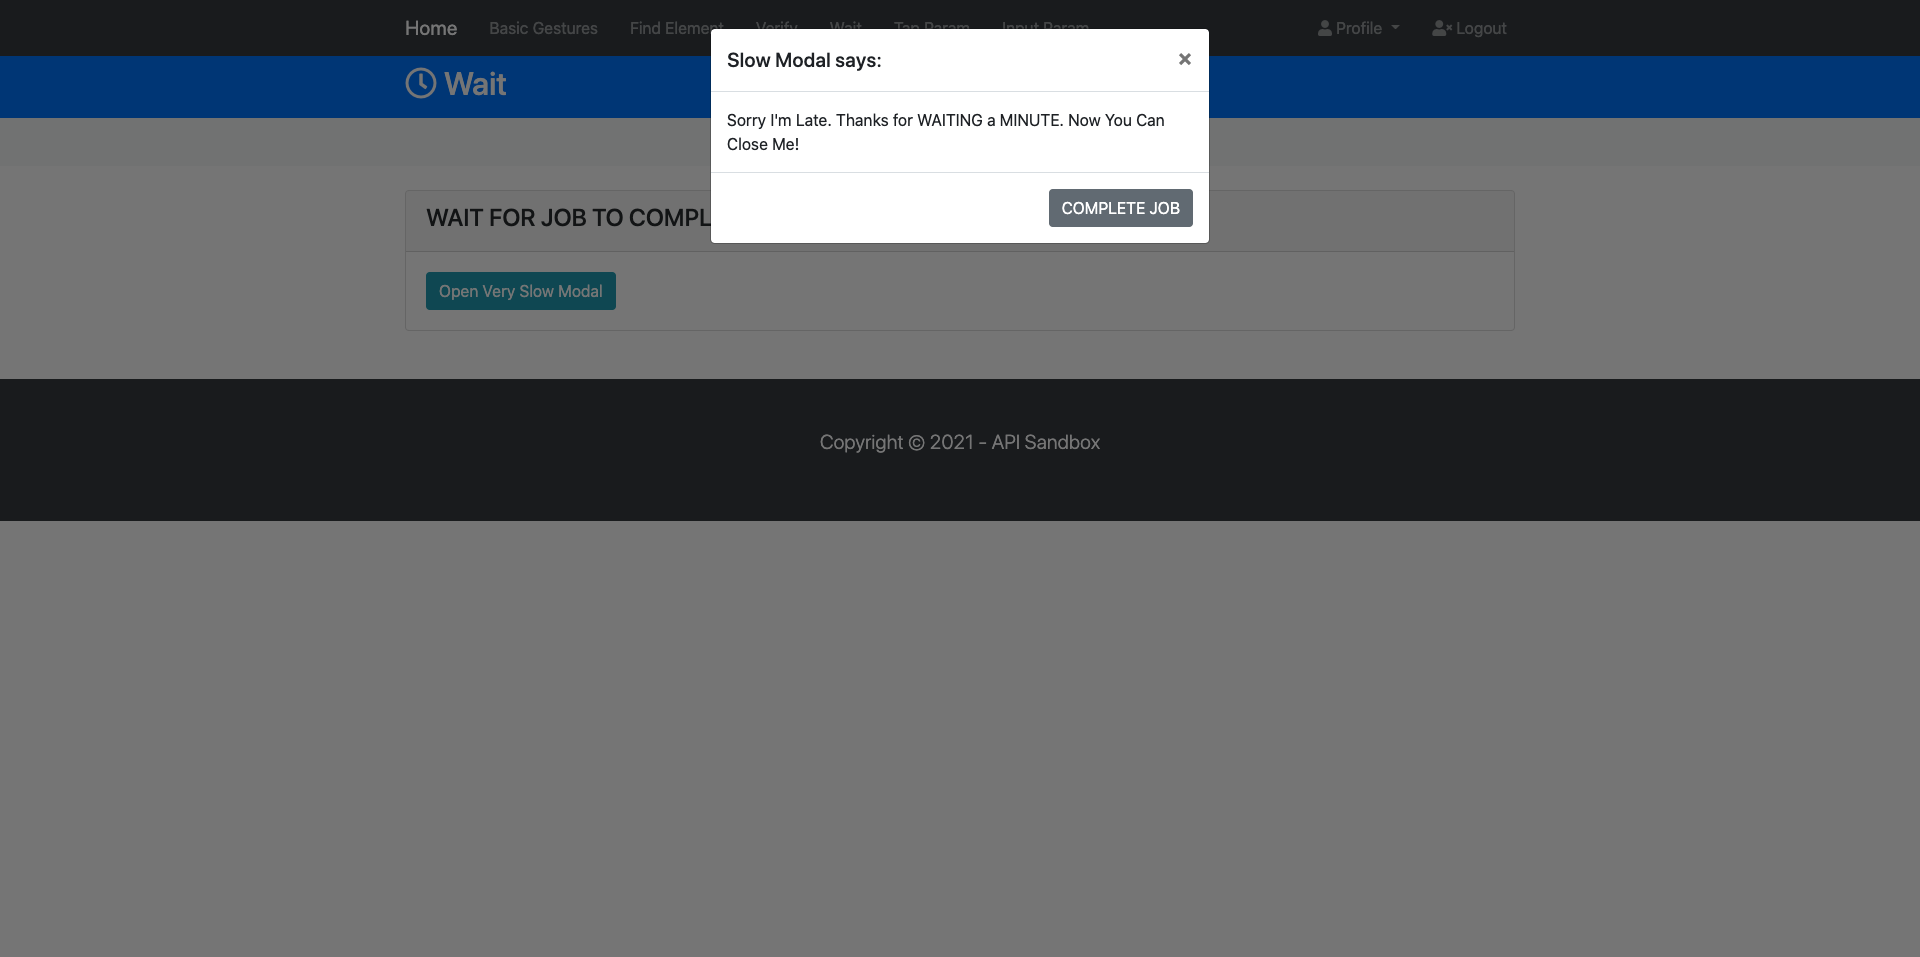 Home Basic Gestures Find Element Verify Wait Tap Param Input Param Profile Logout
Wait
Slow Modal says: ×
Sorry I'm Late. Thanks for WAITING a MINUTE. Now You Can
Close Me!
COMPLETE JOB
WAIT FOR JOB TO COMPL
Open Very Slow Modal
Copyright © 2021 - API Sandbox